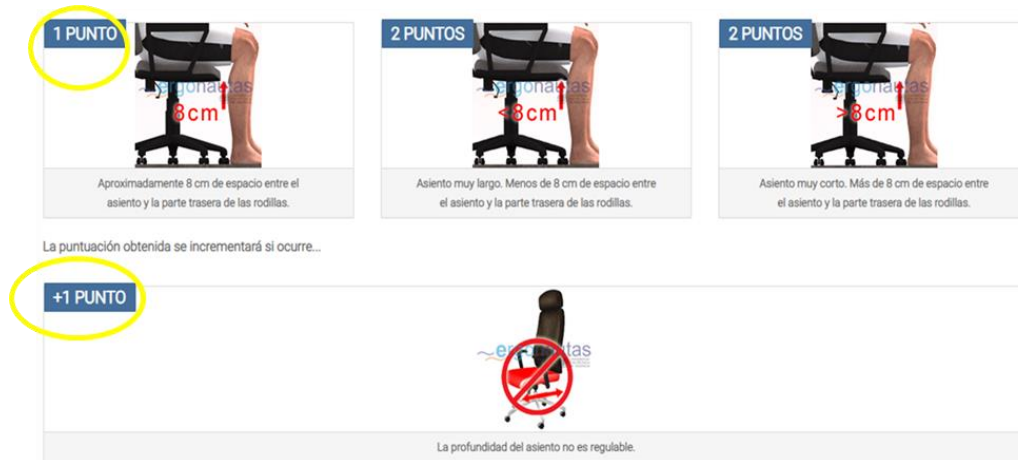 1 PUNTO
2 PUNTOS
2 PUNTOS
8cm
<8cm
>8cm
Aproximadamente 8 cm de espacio entre el
asiento y la parte trasera de las rodillas.
Asiento muy largo. Menos de 8 cm de espacio entre
el asiento y la parte trasera de las rodillas.
Asiento muy corto. Más de 8 cm de espacio entre
el asiento y la parte trasera de las rodillas.
La puntuación obtenida se incrementará si ocurre...
+1 PUNTO
La profundidad del asiento no es regulable.